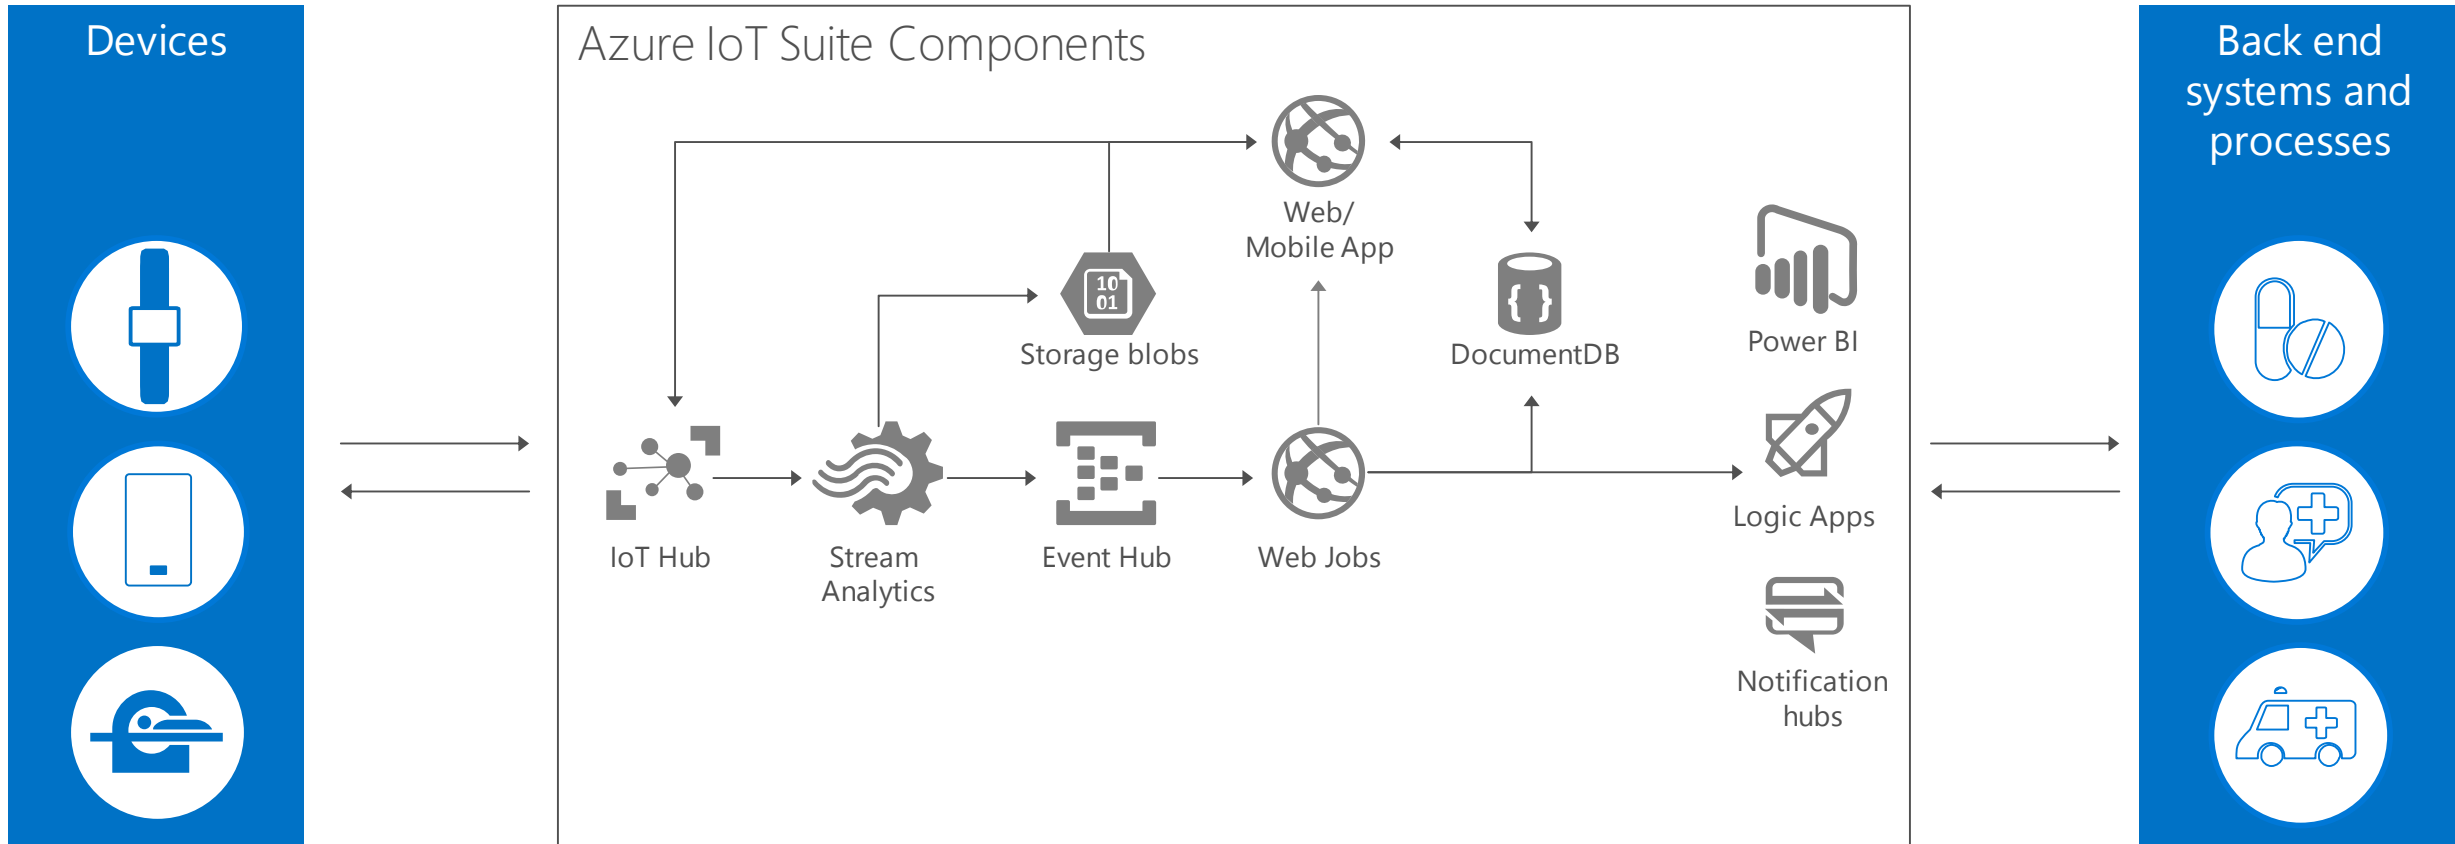 Devices
Azure IoT Suite Components
Back end
systems and
processes
Web/
Mobile App
10
01
Storage blobs
{ }
DocumentDB
Power BI
Logic Apps
IoT Hub
Stream
Analytics
Event Hub
Web Jobs
Notification
hubs